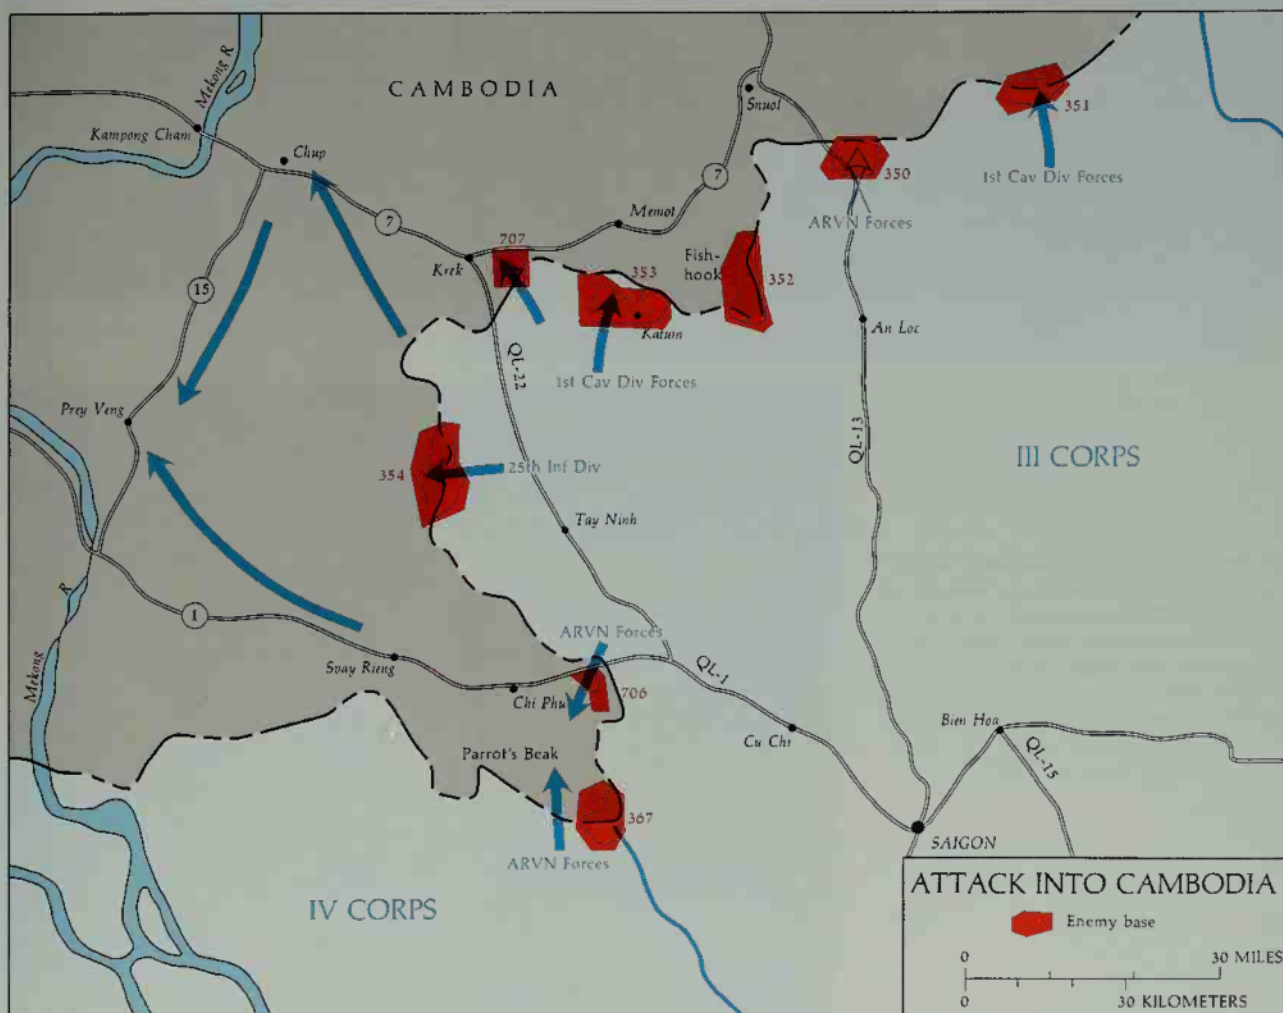 Mekong R
CAMBODIA
Snuol
351
Kampong Cham
Chup
350
1st Cav Div Forces
7
ARVN Forces
7
Memot
707
Krek
353
Fish-
hook
352
15
Katum
An Loc
QL-22
1st Cav Div Forces
Prey Veng
QL-13
III CORPS
354
25th Inf Div
Tay Ninh
R
1
ARVN Forces
Svay Rieng
QL-1
Mekong
Chi Phu
706
Bien Hoa
Cu Chi
Parrot's Beak
QL-15
367
SAIGON
ARVN Forces
IV CORPS
ATTACK INTO CAMBODIA
Enemy base
0 30 MILES
0 30 KILOMETERS